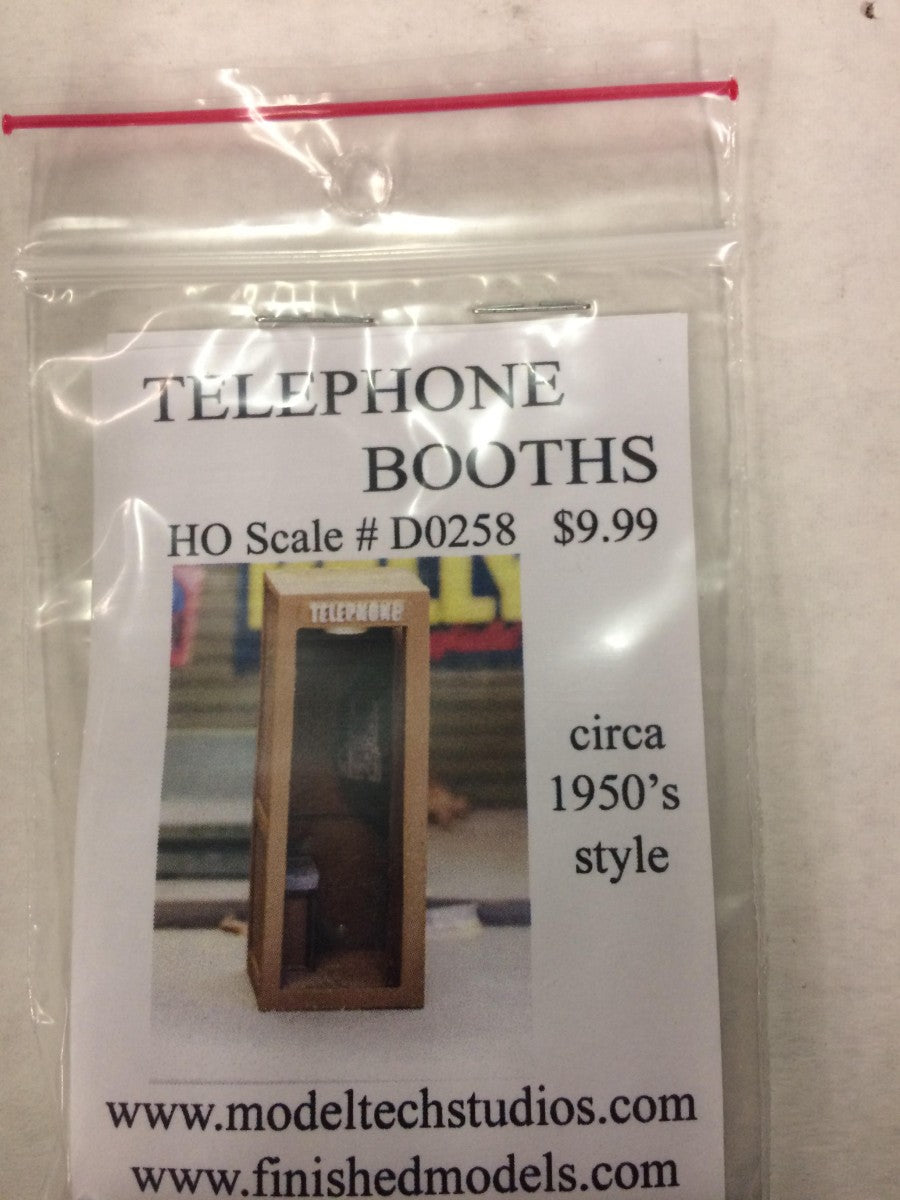 TELEPHONE
BOOTHS
HO Scale # D0258 $9.99
TELEPHONE
circa
1950's
style
www.modeltechstudios.com
www.finishedmodels.com